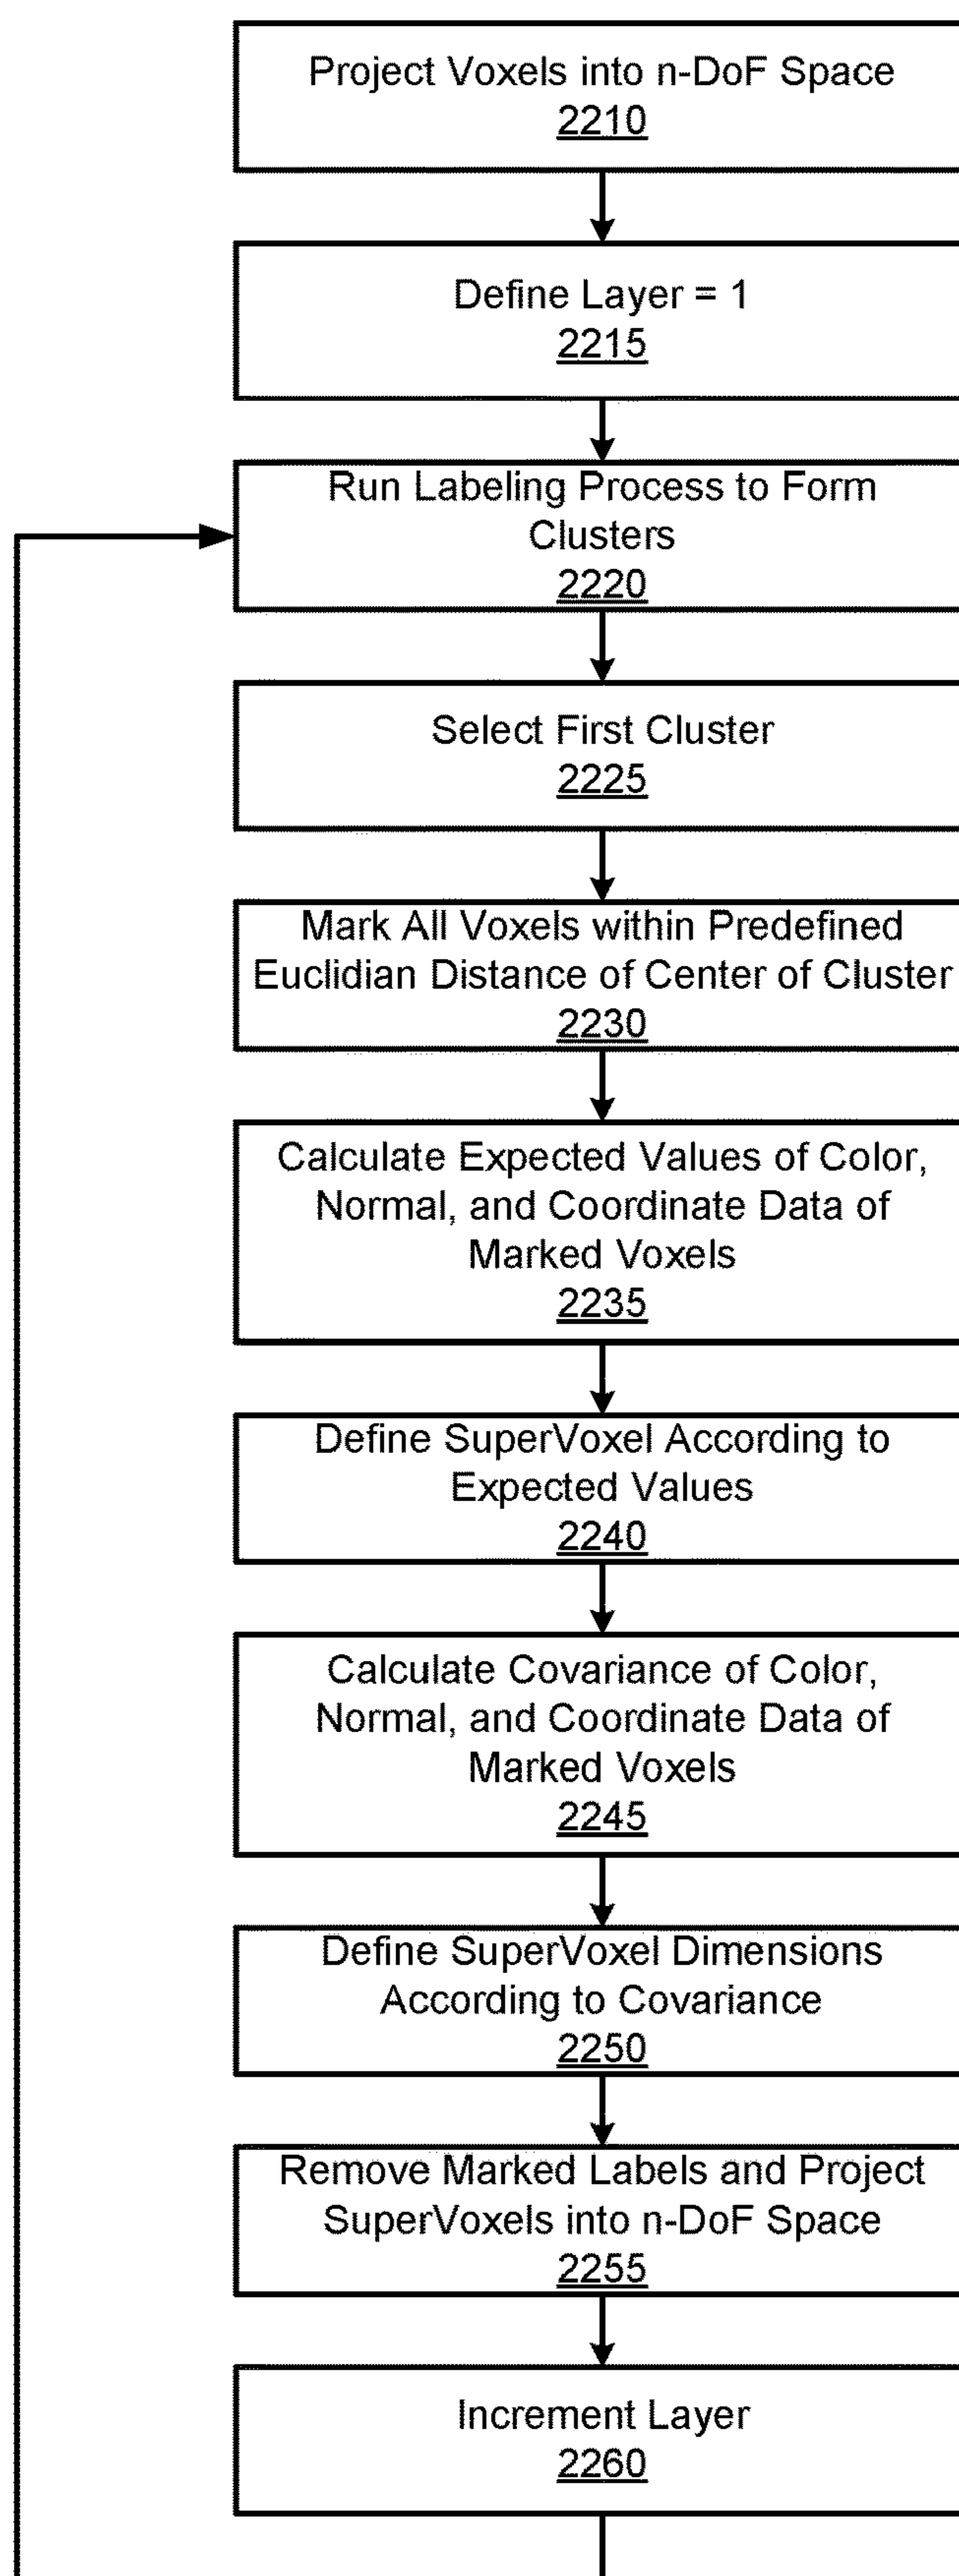 Project Voxels into n-DoF Space
2210
Define Layer = 1
2215
Run Labeling Process to Form
Clusters
2220
Select First Cluster
2225
Mark All Voxels within Predefined
Euclidian Distance of Center of Cluster
2230
Calculate Expected Values of Color,
Normal, and Coordinate Data of
Marked Voxels
2235
Define SuperVoxel According to
Expected Values
2240
Calculate Covariance of Color,
Normal, and Coordinate Data of
Marked Voxels
2245
Define SuperVoxel Dimensions
According to Covariance
2250
Remove Marked Labels and Project
SuperVoxels into n-DoF Space
2255
Increment Layer
2260